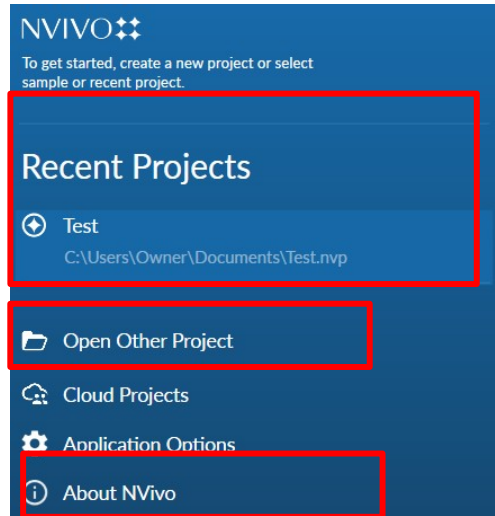 NVIVO
To get started, create a new project or select
sample or recent project.
Recent Projects
Test
C:\Users\Owner\Documents\Test.nvp
Open Other Project
Cloud Projects
Application Options
About NVivo